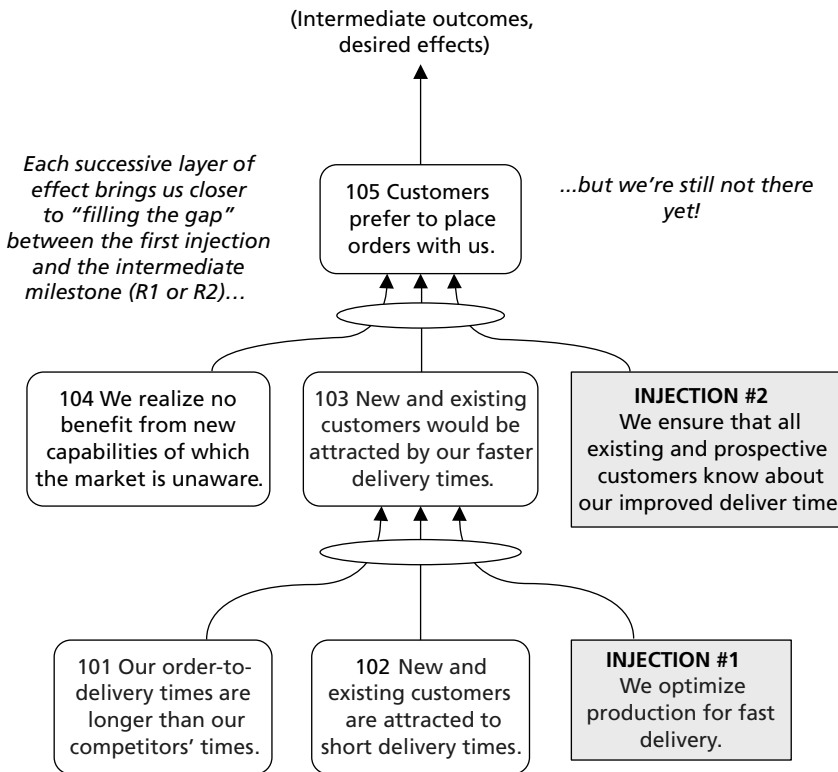 (Intermediate outcomes,
desired effects)
Each successive layer of
effect brings us closer
to “filling the gap”
between the first injection
and the intermediate
milestone (R1 or R2)…
105 Customers
prefer to place
orders with us.
...but we’re still not there
yet!
104 We realize no
benefit from new
capabilities of which
the market is unaware.
103 New and existing
customers would be
attracted by our faster
delivery times.
INJECTION #2
We ensure that all
existing and prospective
customers know about
our improved deliver time
101 Our order-to-
delivery times are
longer than our
competitors’ times.
102 New and
existing customers
are attracted to
short delivery times.
INJECTION #1
We optimize
production for fast
delivery.